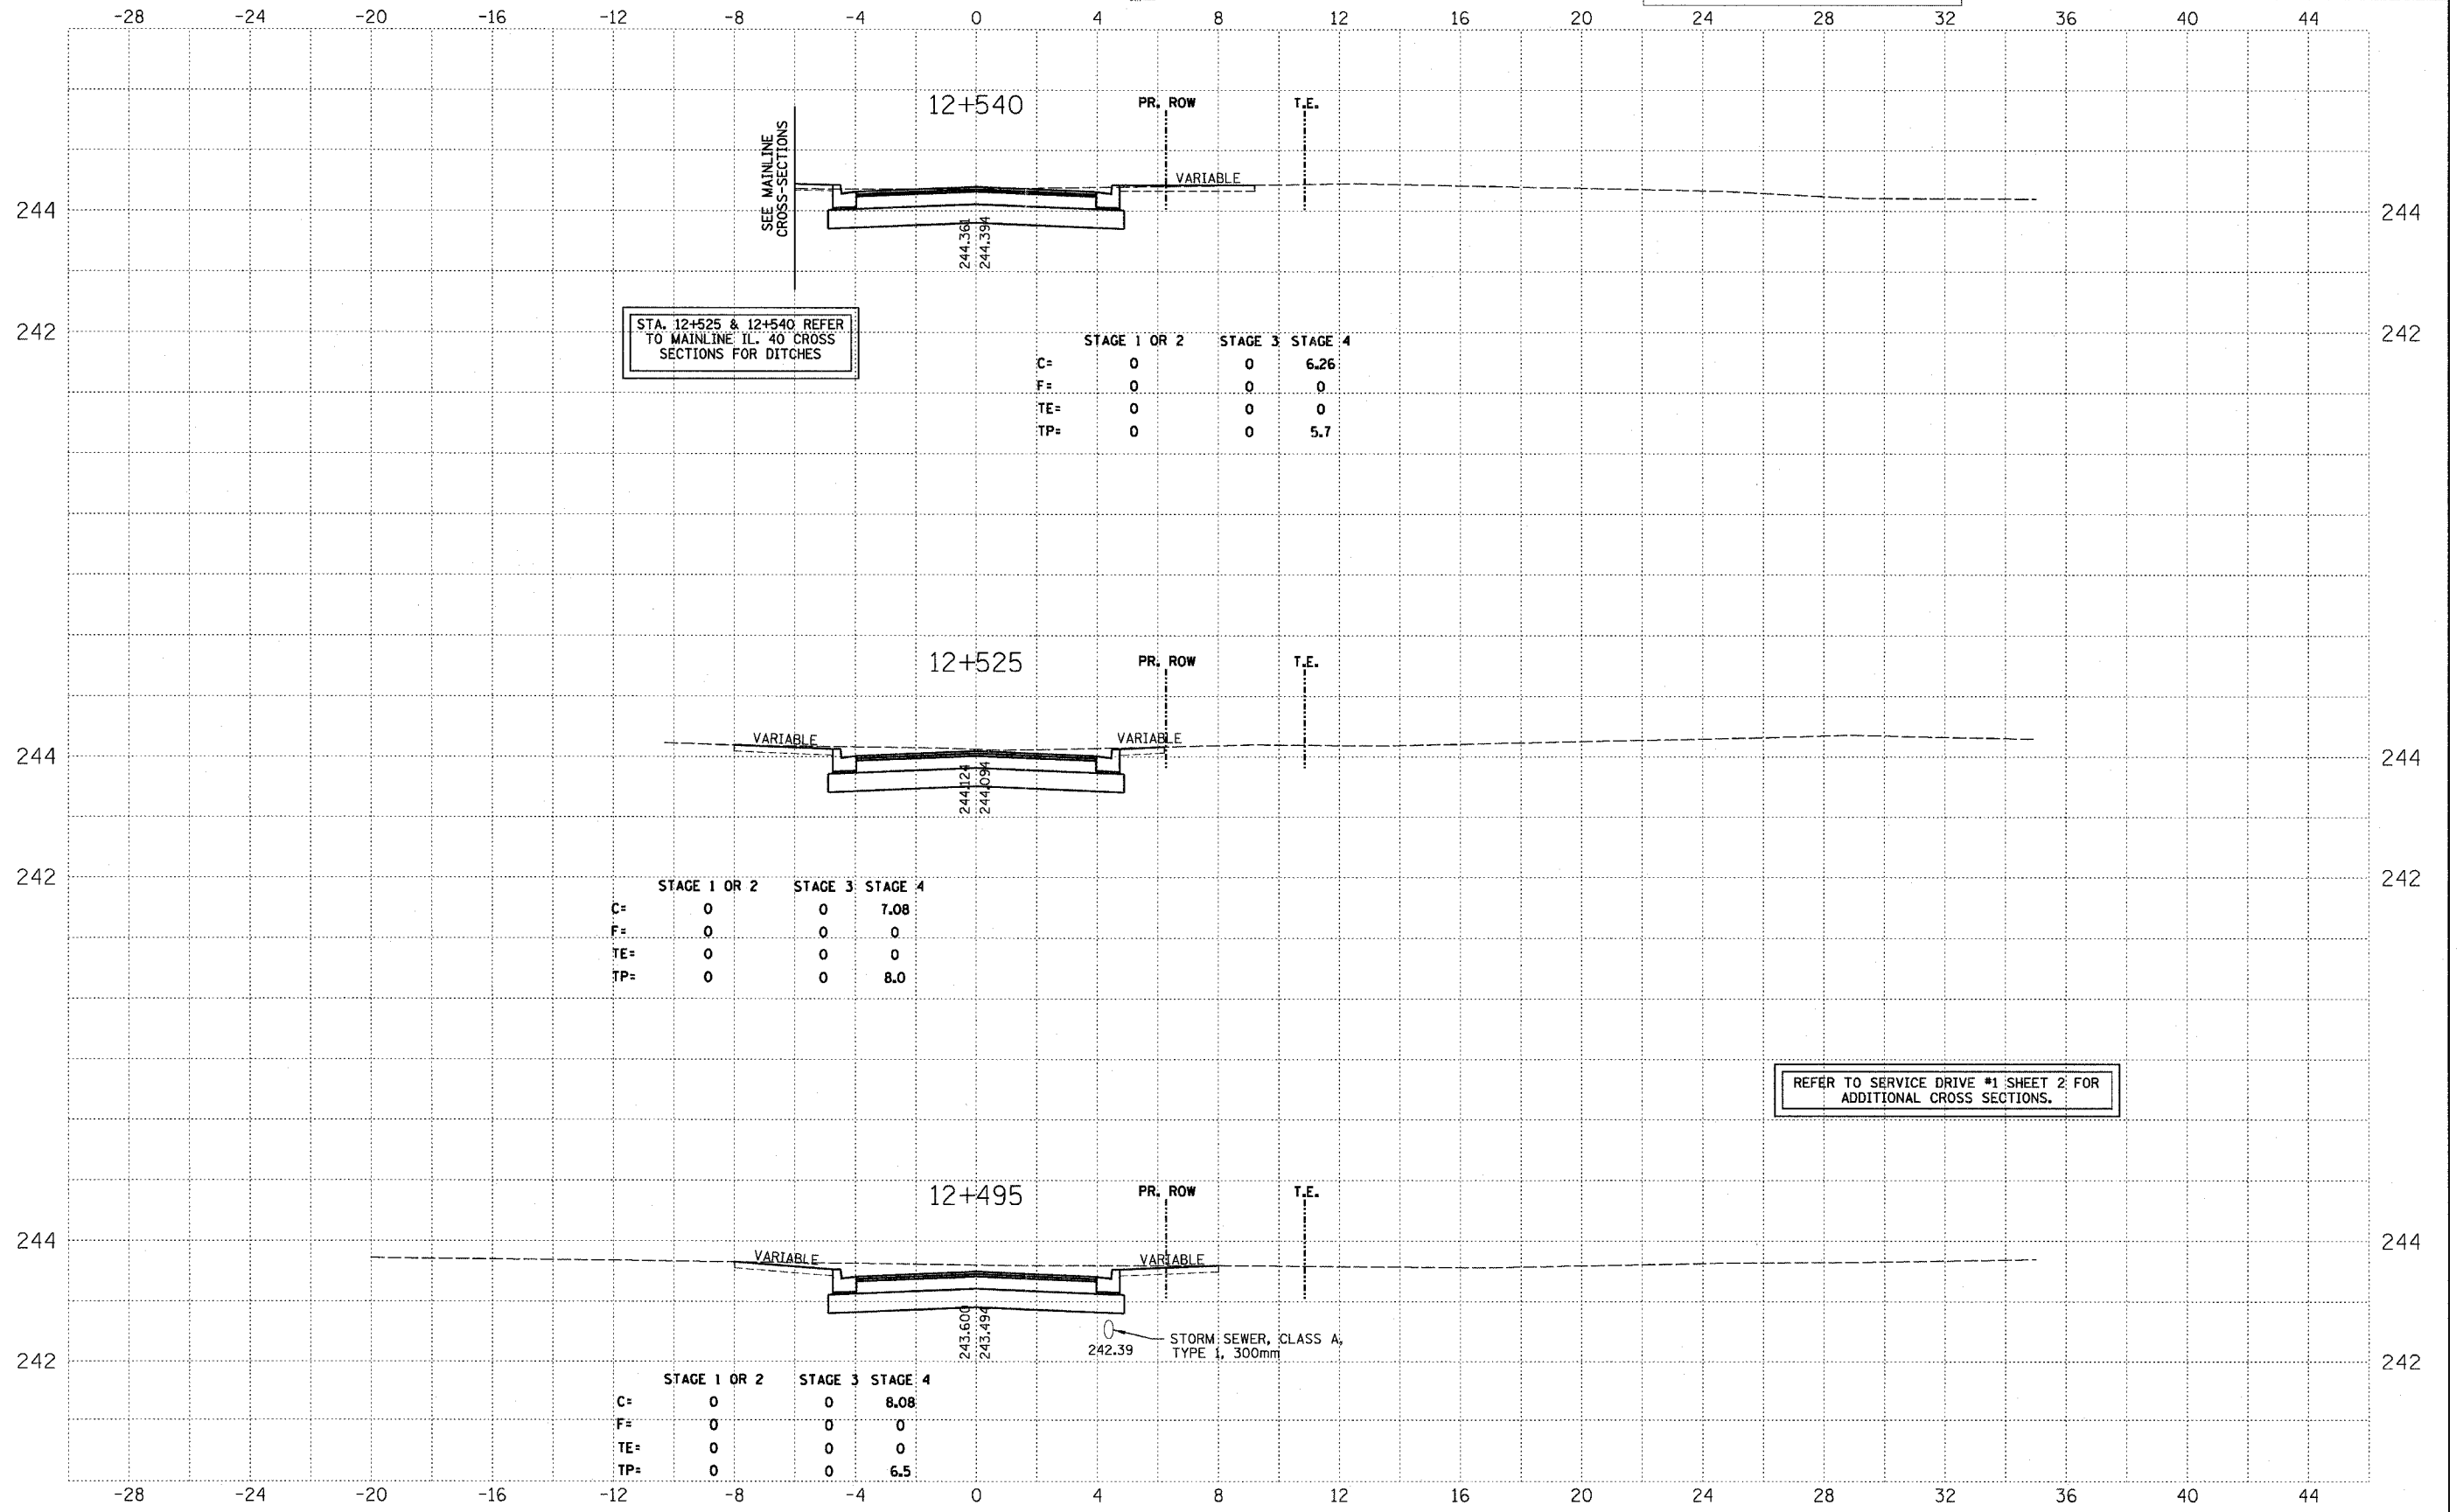 -28 -24 -20 -16 -12 -8 -4 0 4 8 12 16 20 24 28 32 36 40 44
12+540
PR. ROW
T.E.
SEE MAINLINE
CROSS-SECTIONS
VARIABLE
244 244
244.361
244.394
STA. 12+525 & 12+540 REFER
TO MAINLINE IL. 40 CROSS
SECTIONS FOR DITCHES
242 242
STAGE 1 OR 2 STAGE 3 STAGE 4
C= 0 0 6.26
F= 0 0 0
TE= 0 0 0
TP= 0 0 5.7
12+525
PR. ROW
T.E.
VARIABLE VARIABLE
244 244
244.124
244.094
242 242
STAGE 1 OR 2 STAGE 3 STAGE 4
C= 0 0 7.08
F= 0 0 0
TE= 0 0 0
TP= 0 0 8.0
REFER TO SERVICE DRIVE #1 SHEET 2 FOR
ADDITIONAL CROSS SECTIONS.
12+495
PR. ROW
T.E.
244 244
VARIABLE VARIABLE
243.600
243.494
STORM SEWER, CLASS A,
TYPE 1, 300mm
242.39
242 242
STAGE 1 OR 2 STAGE 3 STAGE 4
C= 0 0 8.08
F= 0 0 0
TE= 0 0 0
TP= 0 0 6.5
-28 -24 -20 -16 -12 -8 -4 0 4 8 12 16 20 24 28 32 36 40 44